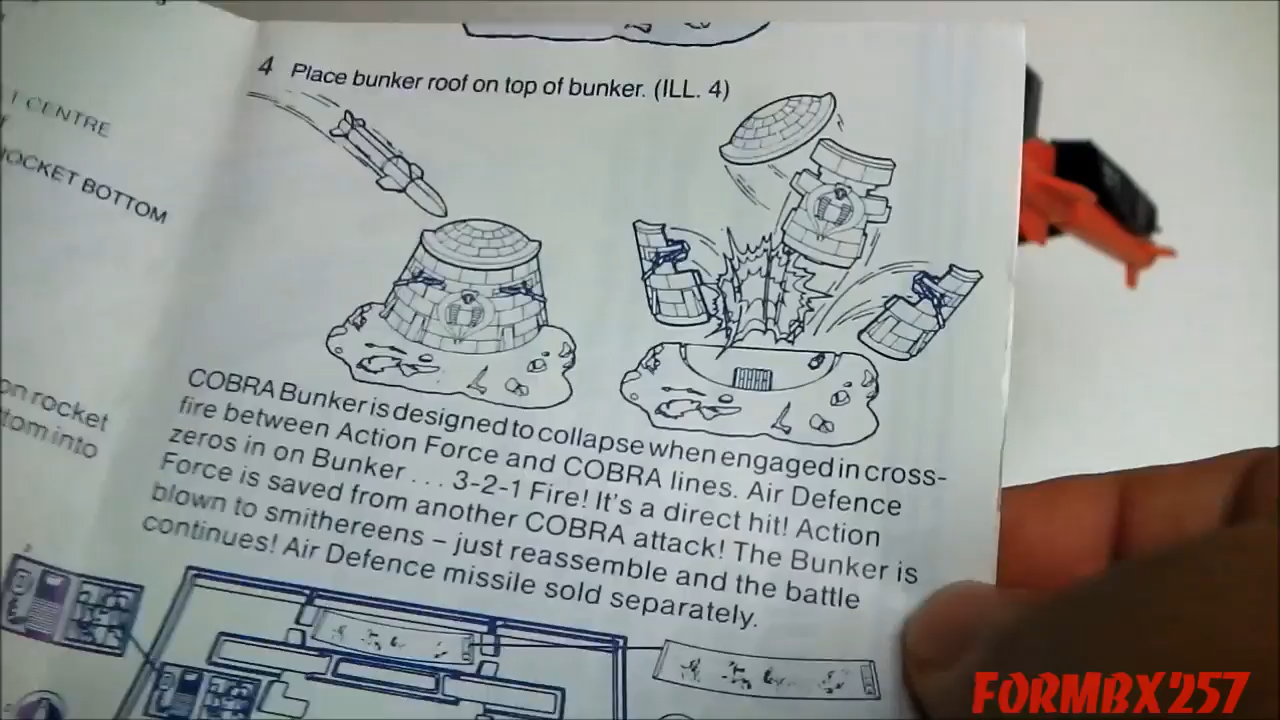 T CENTRE
ROCKET BOTTOM
on rocket
tom into
4 Place bunker roof on top of bunker. (ILL. 4)
COBRA Bunker is designed to collapse when engaged in cross-
fire between Action Force and COBRA lines. Air Defence
zeros in on Bunker . . . 3-2-1 Fire! It's a direct hit! Action
Force is saved from another COBRA attack! The Bunker is
blown to smithereens – just reassemble and the battle
continues! Air Defence missile sold separately.
FORMBX257